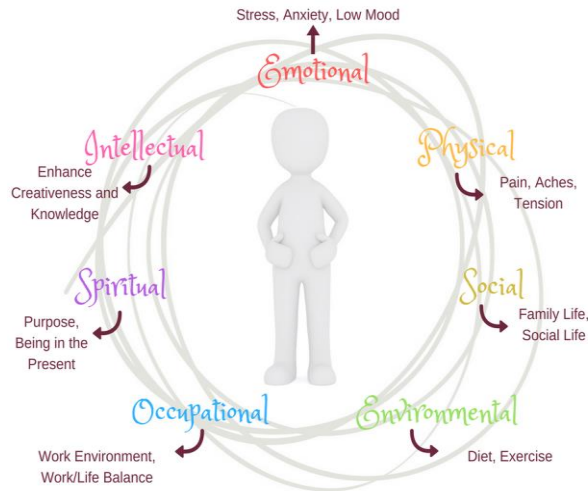 Stress, Anxiety, Low Mood
Emotional
Intellectual
Enhance
Creativeness and
Knowledge
Physical
Pain, Aches,
Tension
Spiritual
Purpose,
Being in the
Present
Social
Family Life,
Social Life
Occupational
Work Environment,
Work/Life Balance
Environmental
Diet, Exercise